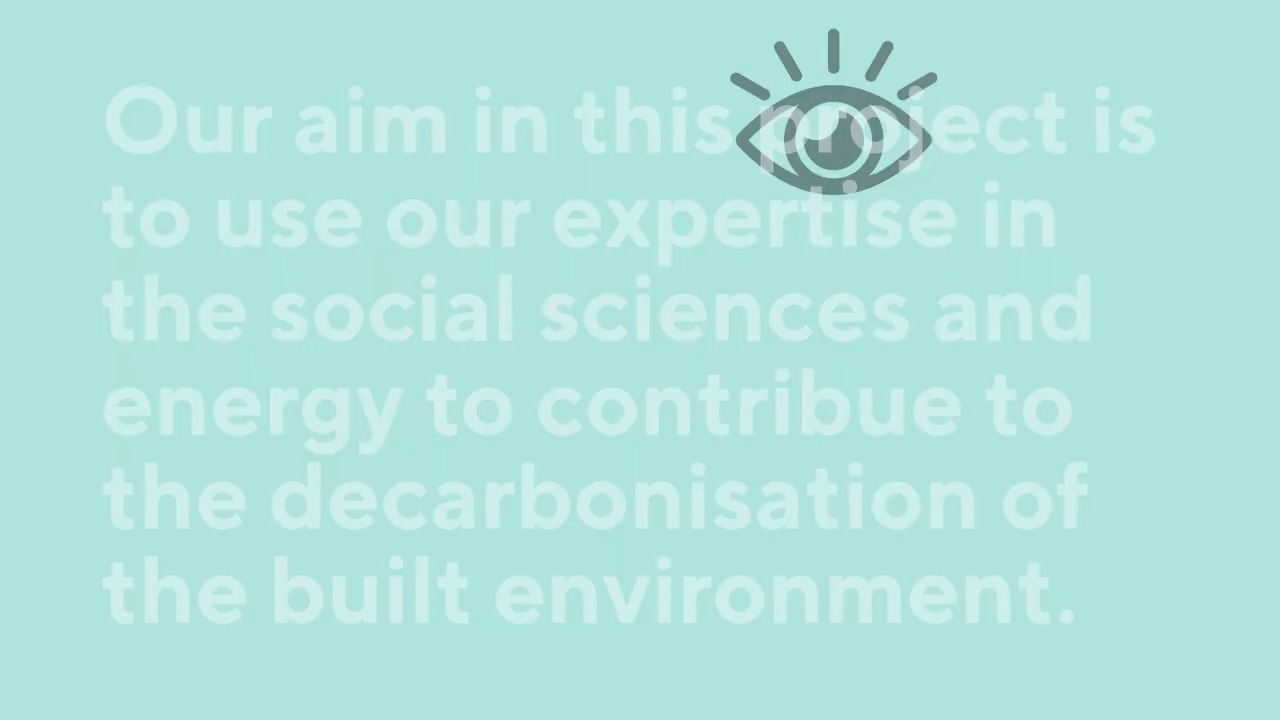 Our aim in this project is
to use our expertise in
the social sciences and
energy to contribue to
the decarbonisation of
the built environment.